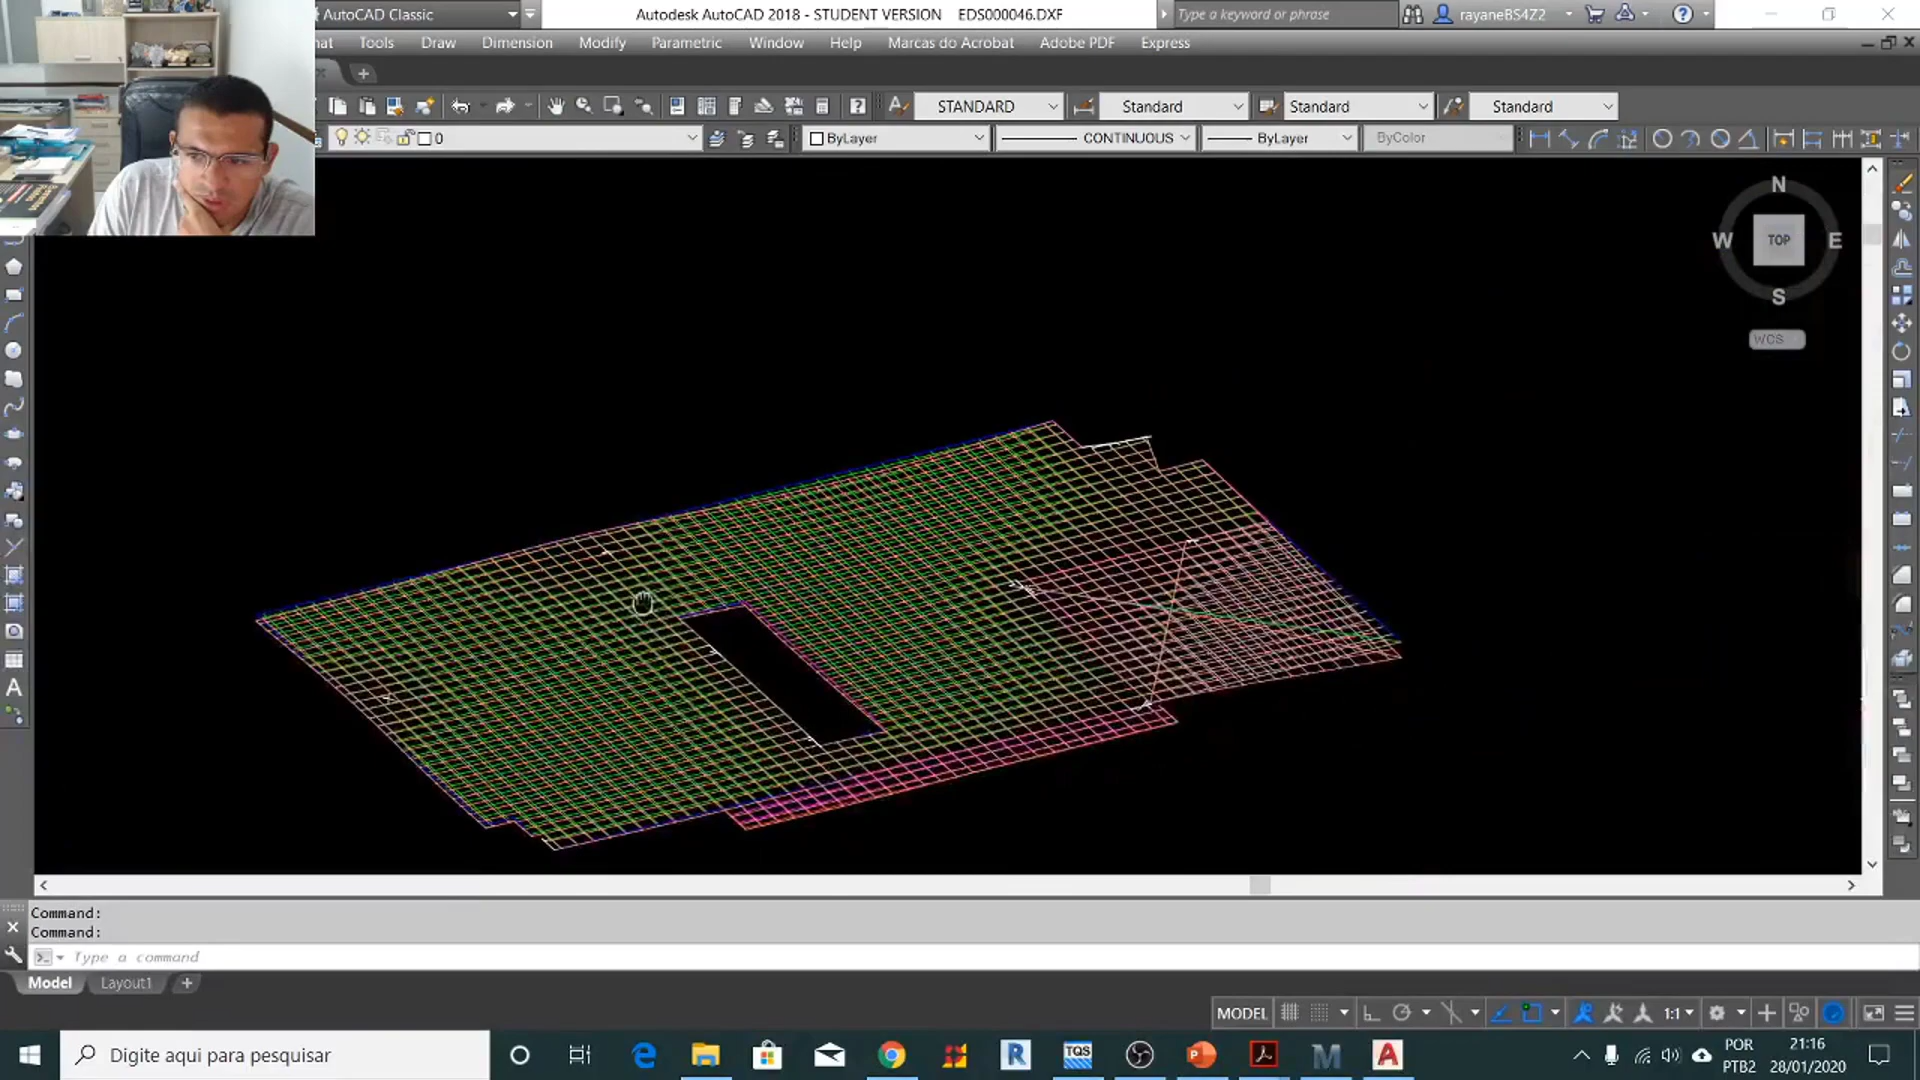 AutoCAD Classic
Autodesk AutoCAD 2018 - STUDENT VERSION EDS000046.DXF
Type a keyword or phrase
rayaneBS4Z2
Tools Draw Dimension Modify Parametric Window Help Marcas do Acrobat Adobe PDF Express
STANDARD Standard Standard Standard
0 ByLayer CONTINUOUS ByLayer ByColor
N
W TOP E
S
WCS
Command:
Command:
Type a command
Model Layout1
MODEL 1:1
Digite aqui para pesquisar
TQS
POR
PTB2
21:16
28/01/2020